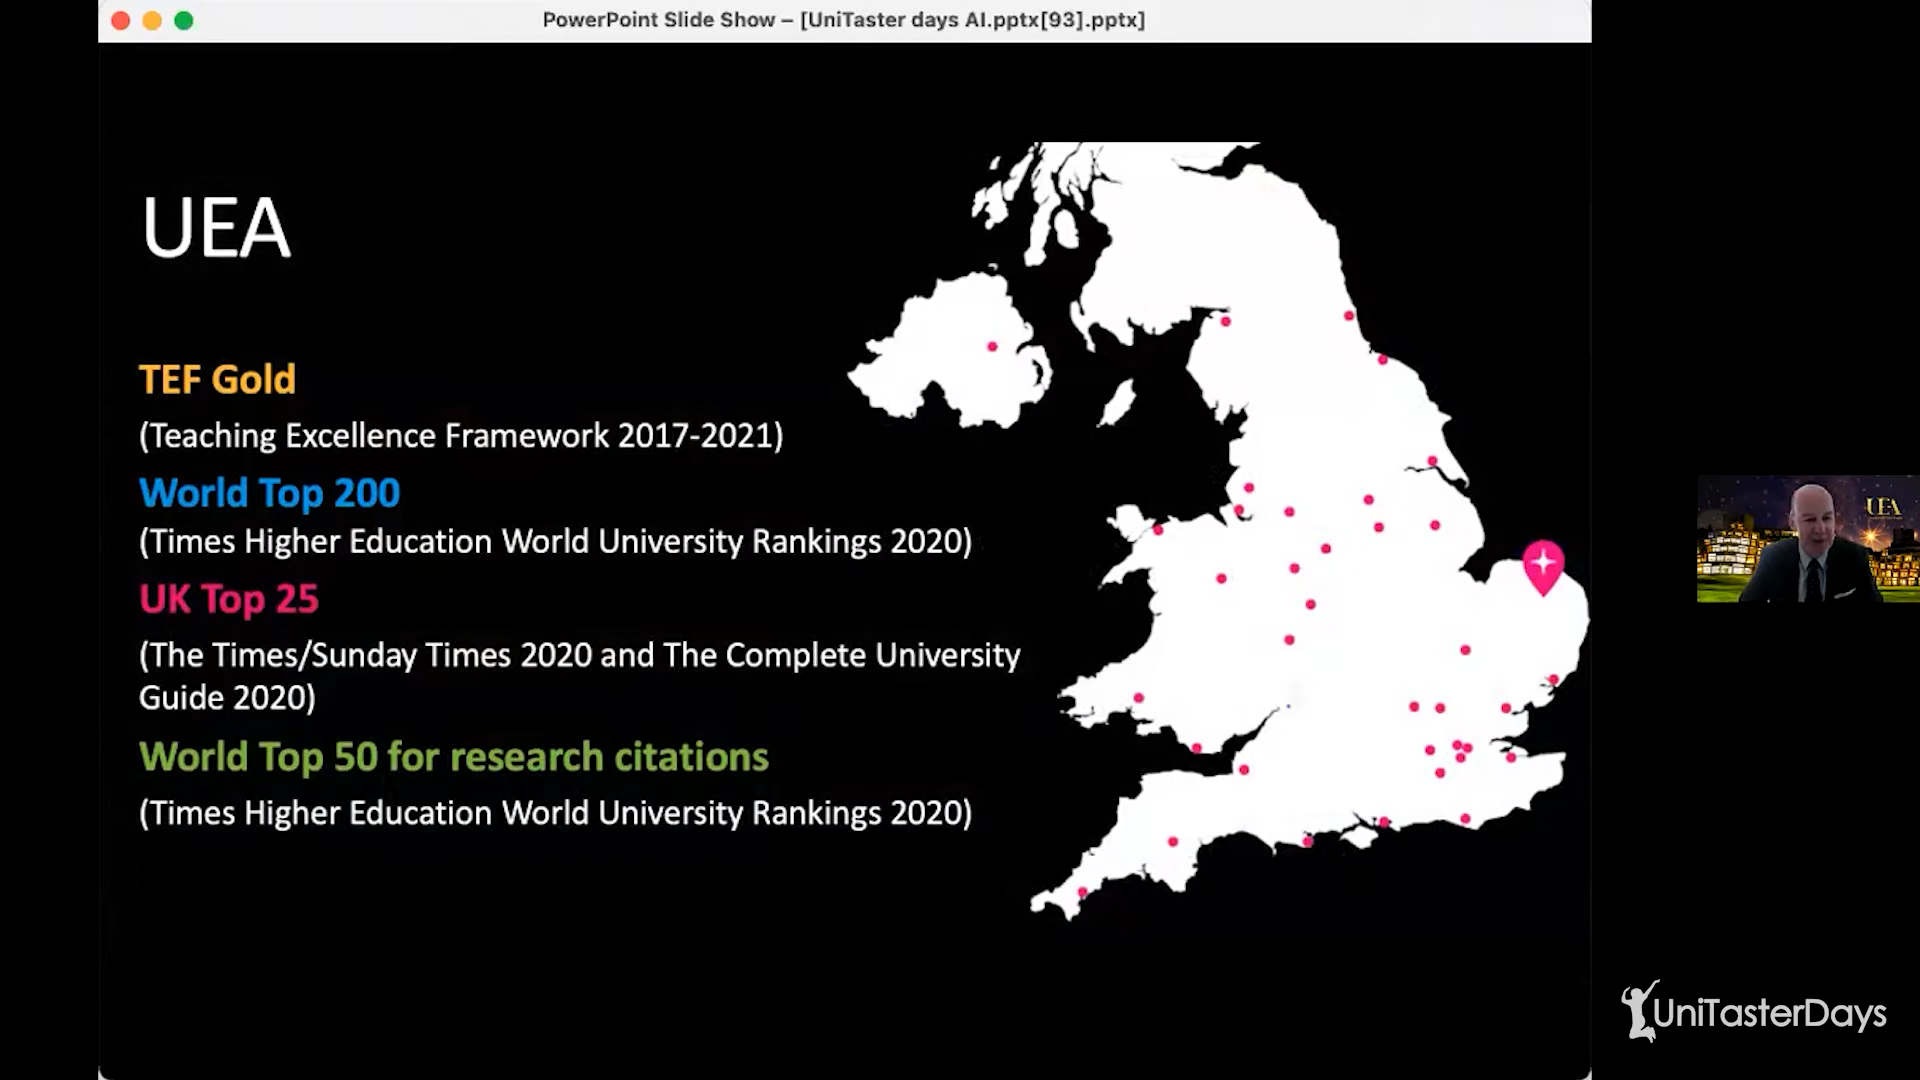 PowerPoint Slide Show – [UniTaster days AI.pptx[93].pptx]
UEA
TEF Gold
(Teaching Excellence Framework 2017-2021)
World Top 200
(Times Higher Education World University Rankings 2020)
UK Top 25
(The Times/Sunday Times 2020 and The Complete University
Guide 2020)
World Top 50 for research citations
(Times Higher Education World University Rankings 2020)
UEA
UniTasterDays